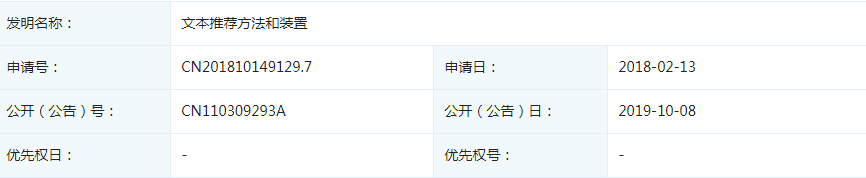 发明名称： 文本推荐方法和装置
申请号： CN201810149129.7 申请日： 2018-02-13
公开（公告）号： CN110309293A 公开（公告）日： 2019-10-08
优先权日： - 优先权号： -